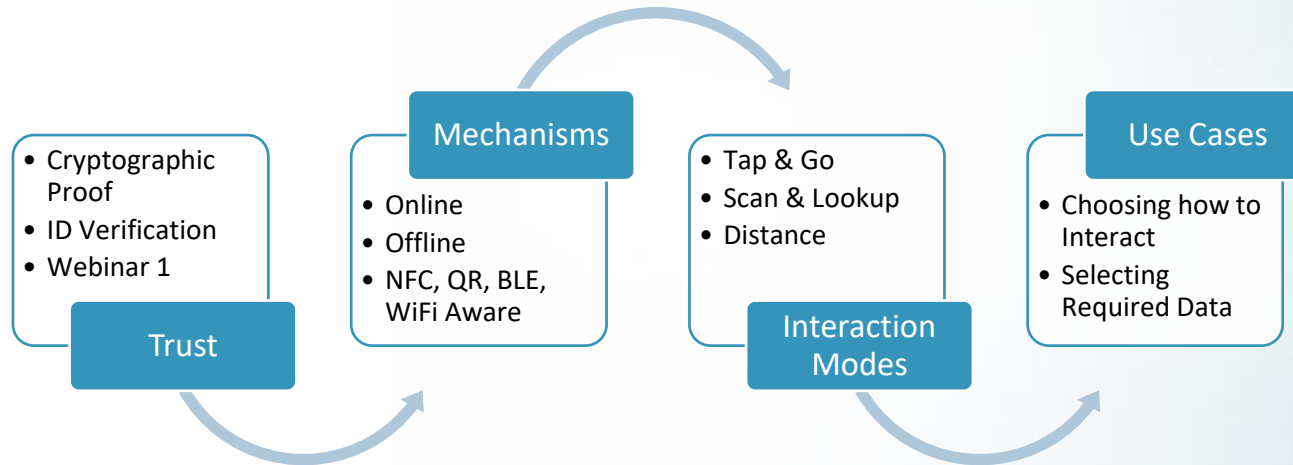 • Cryptographic
Proof
• ID Verification
• Webinar 1
Trust
Mechanisms
• Online
• Offline
• NFC, QR, BLE,
WiFi Aware
• Tap & Go
• Scan & Lookup
• Distance
Interaction
Modes
Use Cases
• Choosing how to
Interact
• Selecting
Required Data